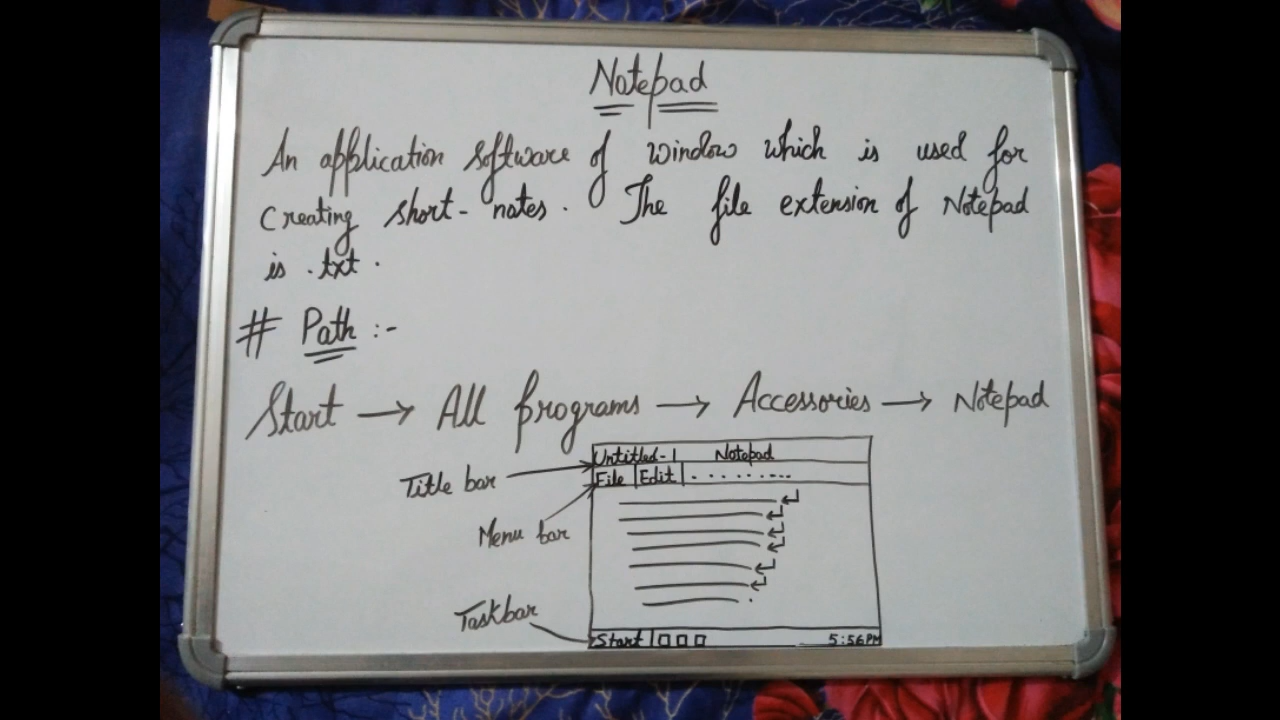 Notepad
An application software of window which is used for
creating short- notes. The file extension of Notepad
is .txt.
# Path :-
Start → All programs → Accessories → Notepad
Untitled-1 Notepad
Title bar
File Edit ........
Menu bar
Taskbar
Start 5:56PM